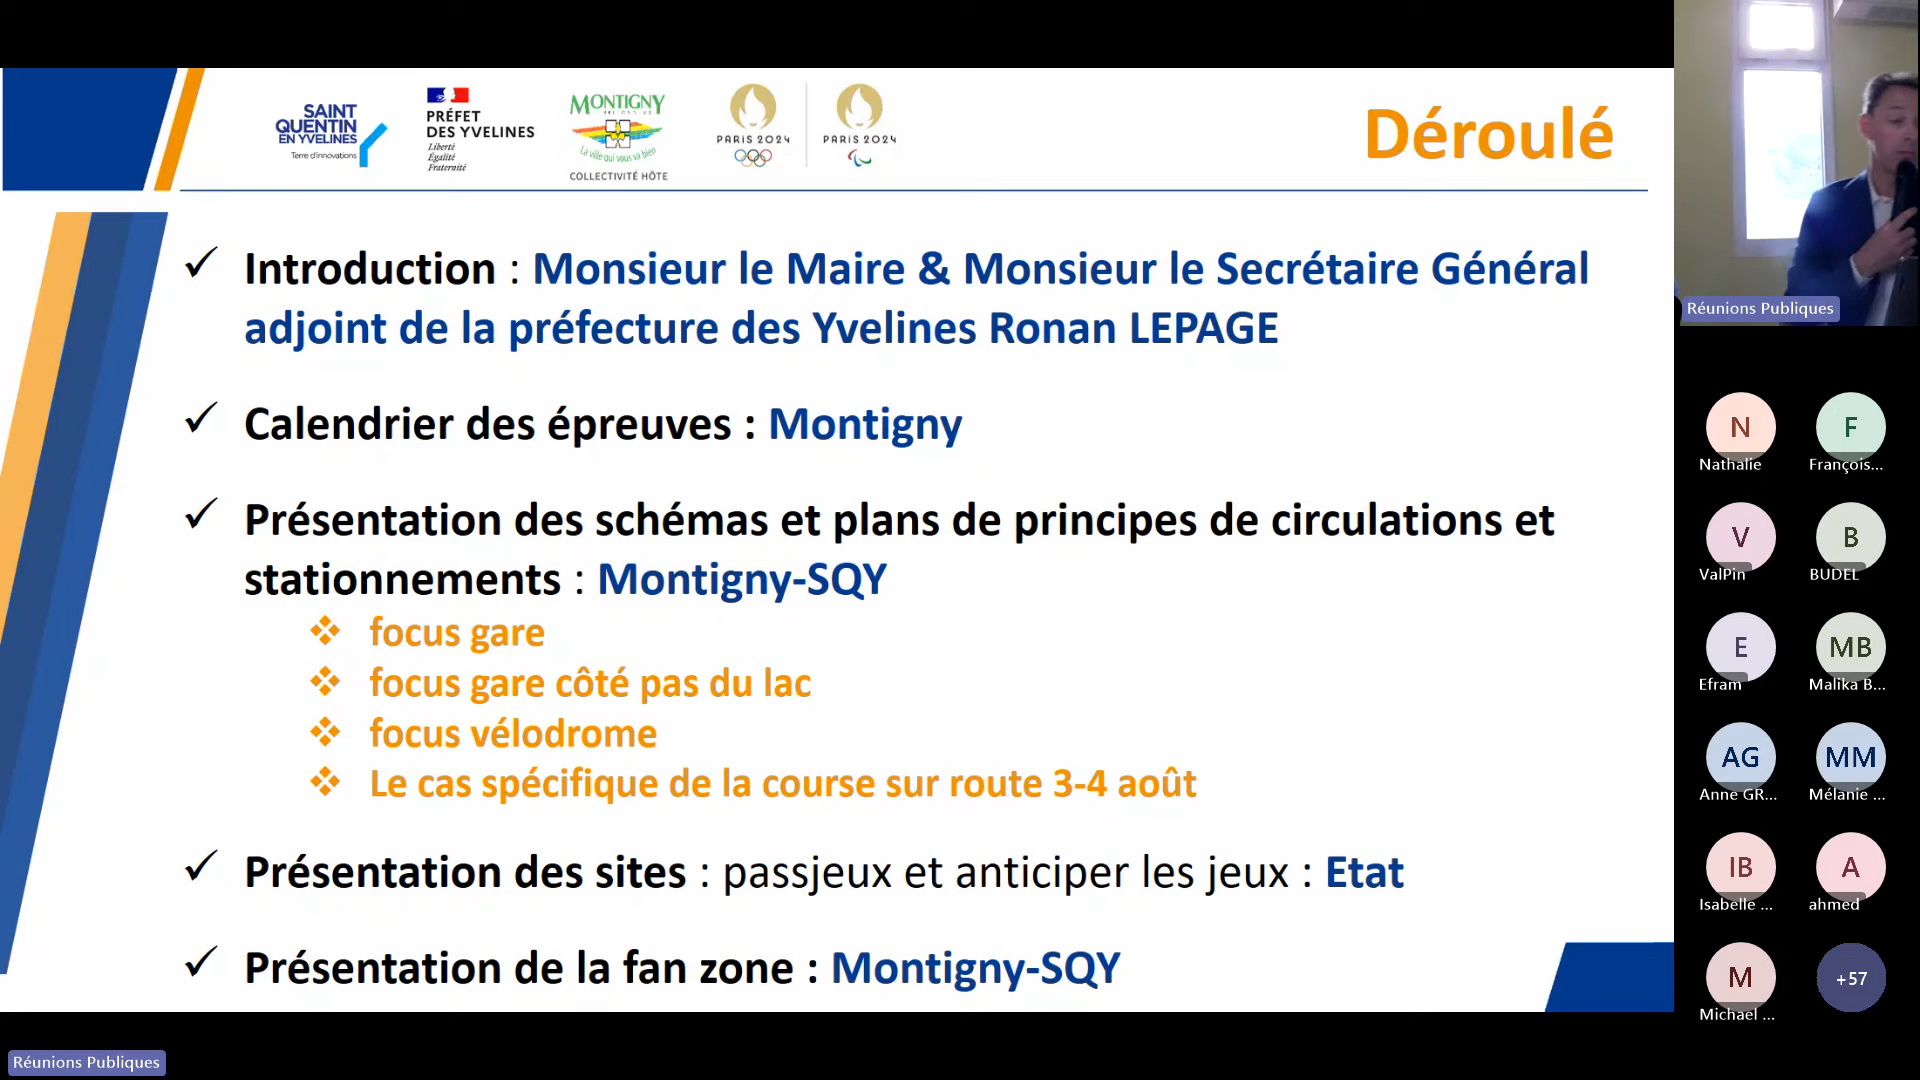 SAINT
QUENTIN
EN YVELINES
Terre d'innovations
PRÉFET
DES YVELINES
Liberté
Égalité
Fraternité
MONTIGNY
La ville qui vous va bien
COLLECTIVITÉ HÔTE
PARIS 2024
PARIS 2024
Déroulé
Introduction : Monsieur le Maire & Monsieur le Secrétaire Général
adjoint de la préfecture des Yvelines Ronan LEPAGE
Calendrier des épreuves : Montigny
Présentation des schémas et plans de principes de circulations et
stationnements : Montigny-SQY
focus gare
focus gare côté pas du lac
focus vélodrome
Le cas spécifique de la course sur route 3-4 août
Présentation des sites : passjeux et anticiper les jeux : Etat
Présentation de la fan zone : Montigny-SQY
Réunions Publiques
N
F
Nathalie
François...
V
B
ValPin
BUDEL
E
MB
Efram
Malika B...
AG
MM
Anne GR...
Mélanie ...
IB
A
Isabelle ...
ahmed
M
+57
Michael ...
Réunions Publiques